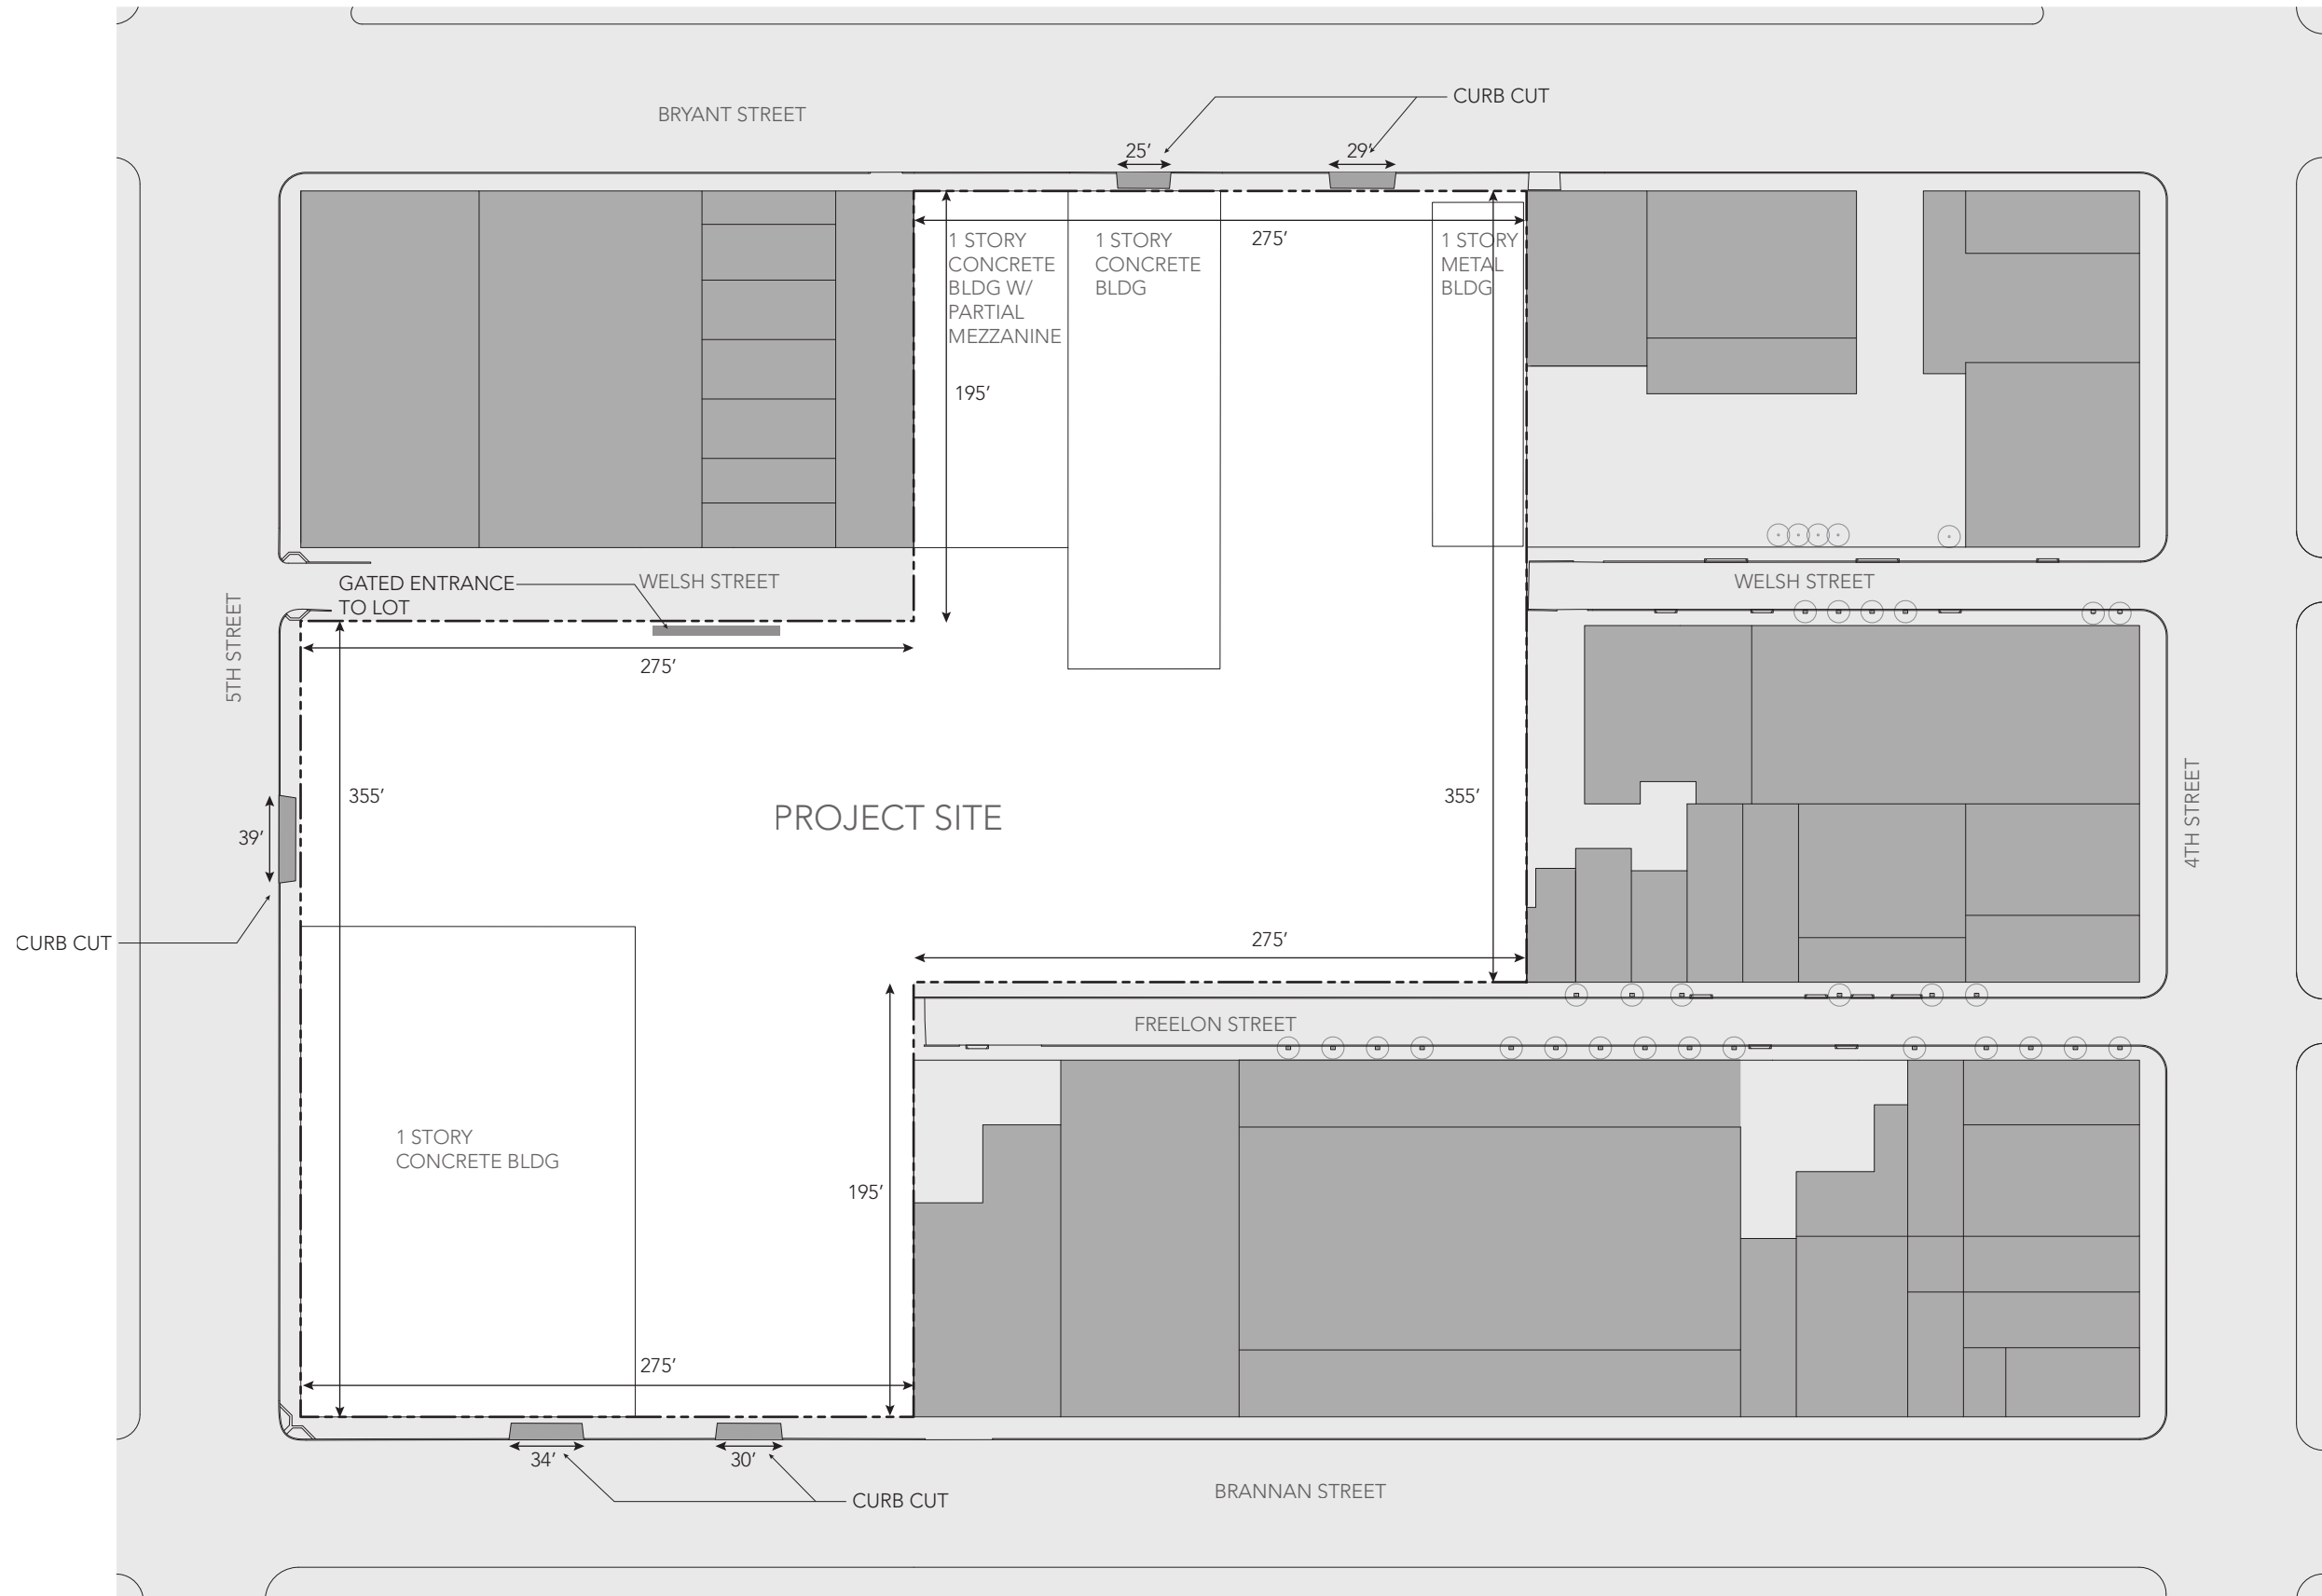 CURB CUT
BRYANT STREET
25’
29’
275’
1 STORY
CONCRETE
BLDG W/
PARTIAL
MEZZANINE
1 STORY
CONCRETE
BLDG
1 STORY
METAL
BLDG
195’
GATED ENTRANCE
TO LOT
WELSH STREET
WELSH STREET
5TH STREET
275’
355’
PROJECT SITE
355’
4TH STREET
39’
CURB CUT
275’
FREELON STREET
1 STORY
CONCRETE BLDG
195’
275’
34’
30’
CURB CUT
BRANNAN STREET